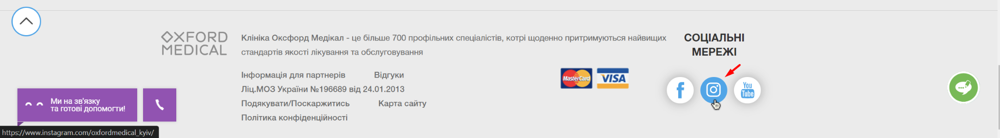 OXFORD
MEDICAL
Клініка Оксфорд Медікал - це більше 700 профільних спеціалістів, котрі щоденно притримуються найвищих
стандартів якості лікування та обслуговування
СОЦІАЛЬНІ
МЕРЕЖІ
Інформація для партнерів Відгуки
Ліц.МОЗ України №196689 від 24.01.2013
Подякувати/Поскаржитись Карта сайту
Політика конфіденційності
MasterCard
VISA
f
You
Tube
Ми на зв'язку
та готові допомогти!
https://www.instagram.com/oxfordmedical_kyiv/